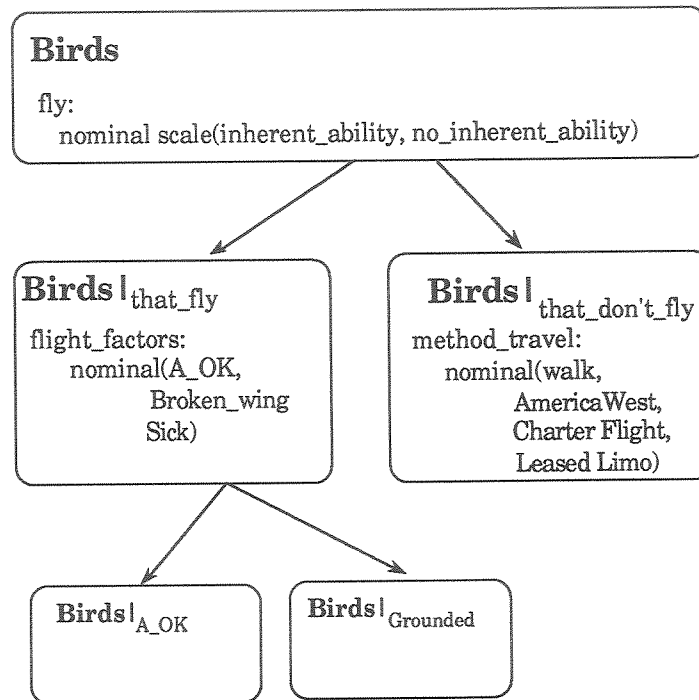 Birds
fly:
nominal scale(inherent_ability, no_inherent_ability)
Birds|that_fly
flight_factors:
nominal(A_OK,
Broken_wing
Sick)
Birds|that_don't_fly
method_travel:
nominal(walk,
AmericaWest,
Charter Flight,
Leased Limo)
Birds|A_OK
Birds|Grounded